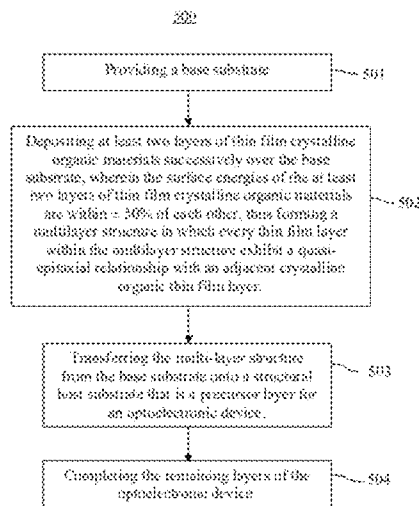 Providing a base substrate
501
Depositing at least two layers of thin film crystalline
organic materials successively over the base
substrate, wherein the surface energies of the at least
two layers of thin film crystalline organic materials
are within ± 30% of each other, thus forming a
multilayer structure in which every thin film layer
within the multilayer structure exhibit a quasi-
epitaxial relationship with an adjacent crystalline
organic thin film layer.
502
Transferring the multi-layer structure
from the base substrate onto a structural
host substrate that is a precursor layer for
an optoelectronic device.
503
Completing the remaining layers of the
optoelectronic device
504